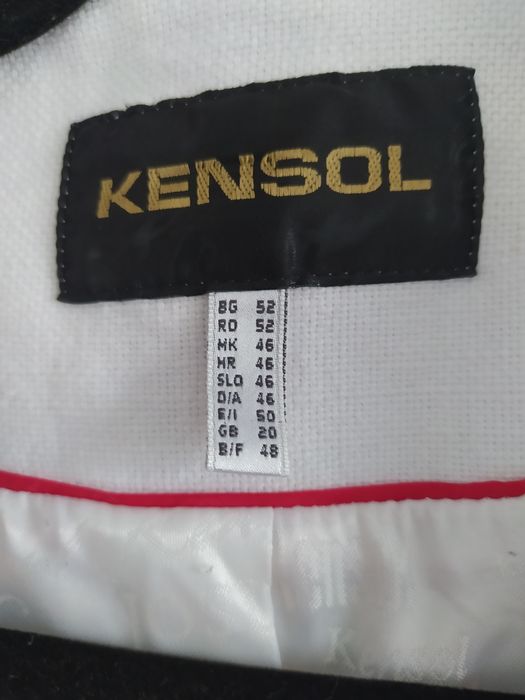 KENSOL
BG 52
RO 52
MK 46
HR 46
SLO 46
D/A 46
E/I 50
GB 20
B/F 48